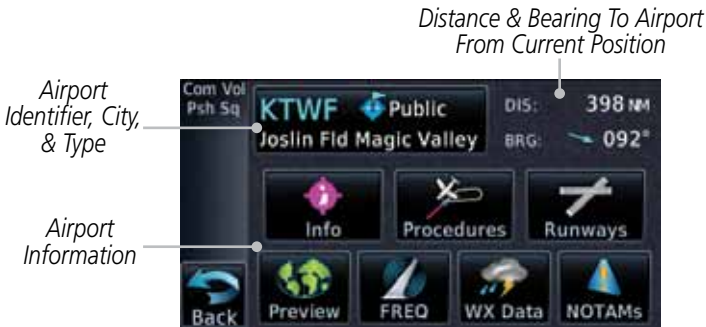 Distance & Bearing To Airport
From Current Position
Airport
Identifier, City,
& Type
Com Vol
Psh Sq
KTWF Public
Joslin Fld Magic Valley
DIS: 398 NM
BRG: 092°
Airport
Information
Info Procedures Runways
Back Preview FREQ WX Data NOTAMs